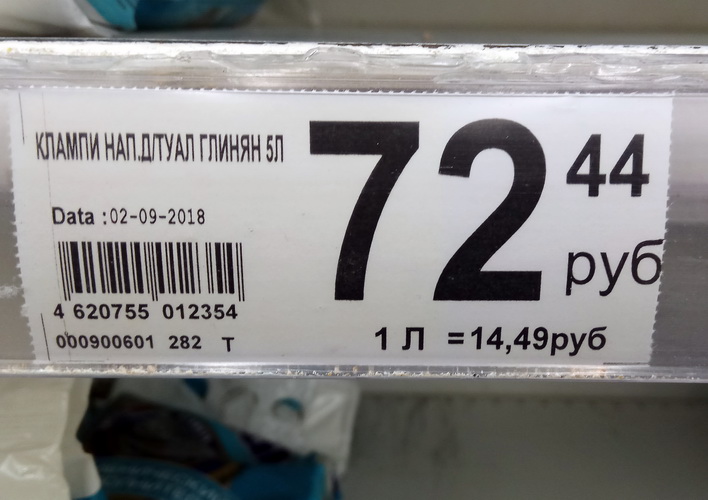 КЛАМПИ НАП.Д/ТУАЛ ГЛИНЯН 5Л
72 44
руб
Data : 02-09-2018
4 620755 012354
000900601 282 T
1 Л = 14,49руб